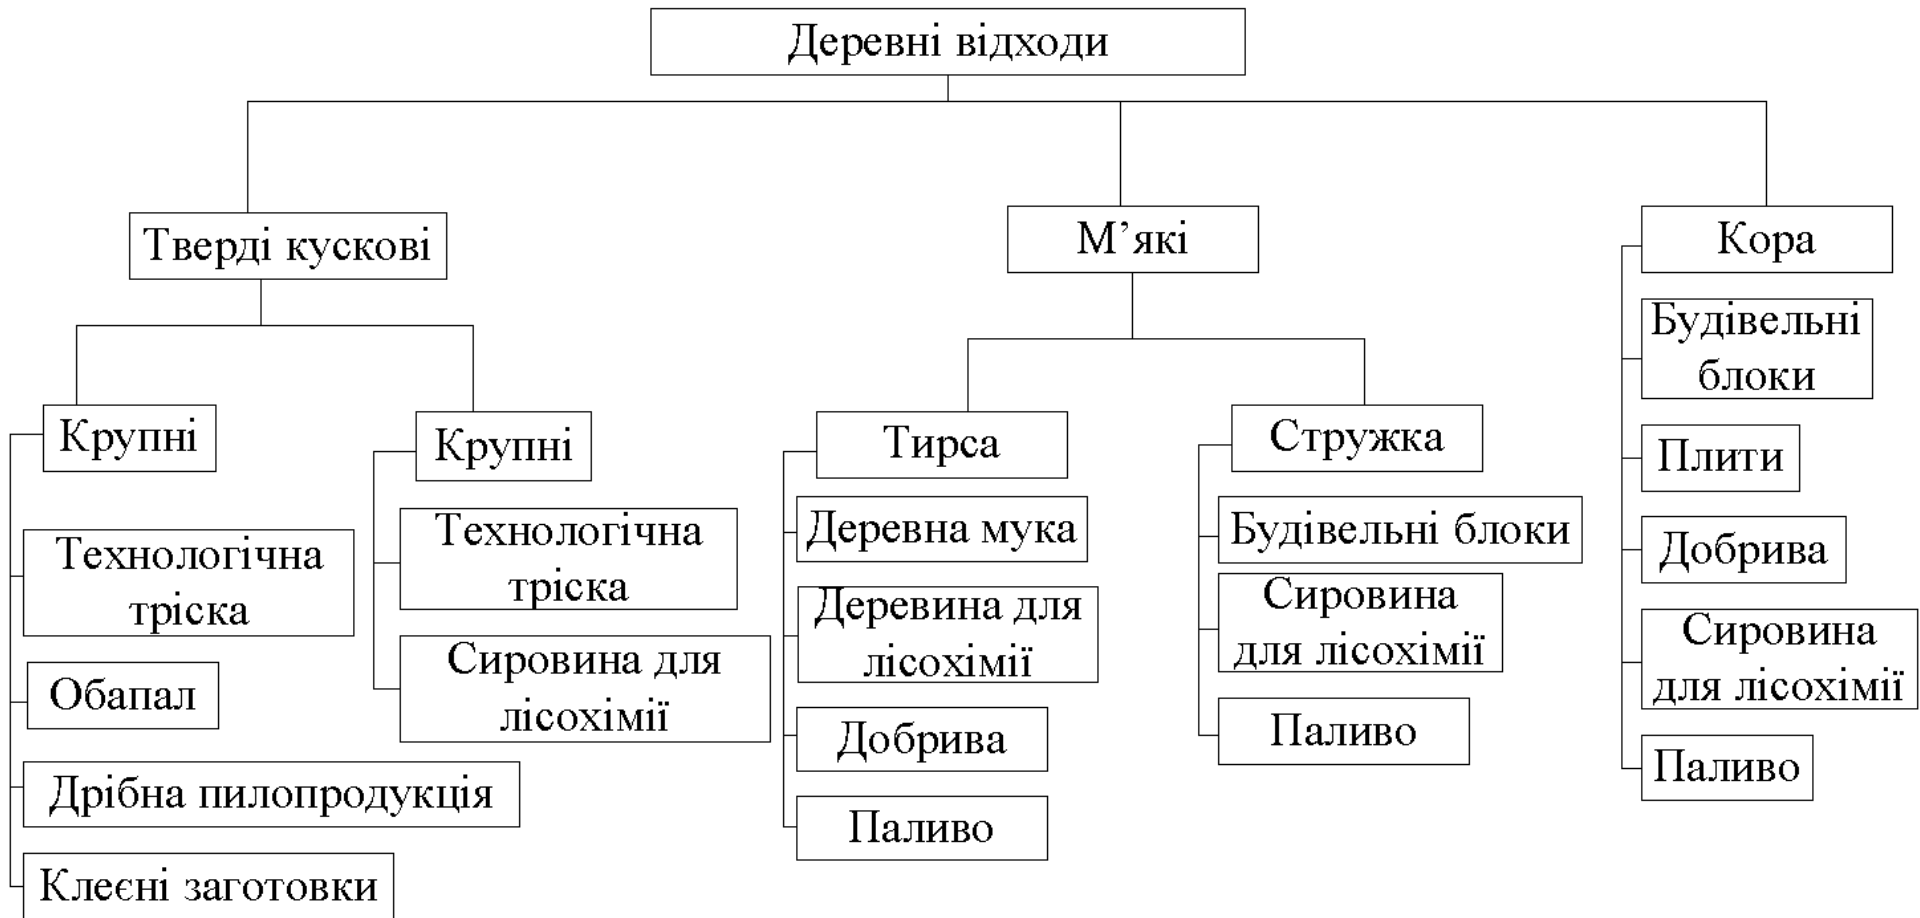 Деревні відходи
Тверді кускові
М’які
Кора
Крупні
Технологічна
тріска
Обапал
Дрібна пилопродукція
Клеєні заготовки
Крупні
Технологічна
тріска
Сировина для
лісохімії
Тирса
Деревна мука
Деревина для
лісохімії
Добрива
Паливо
Стружка
Будівельні блоки
Сировина
для лісохімії
Паливо
Будівельні
блоки
Плити
Добрива
Сировина
для лісохімії
Паливо